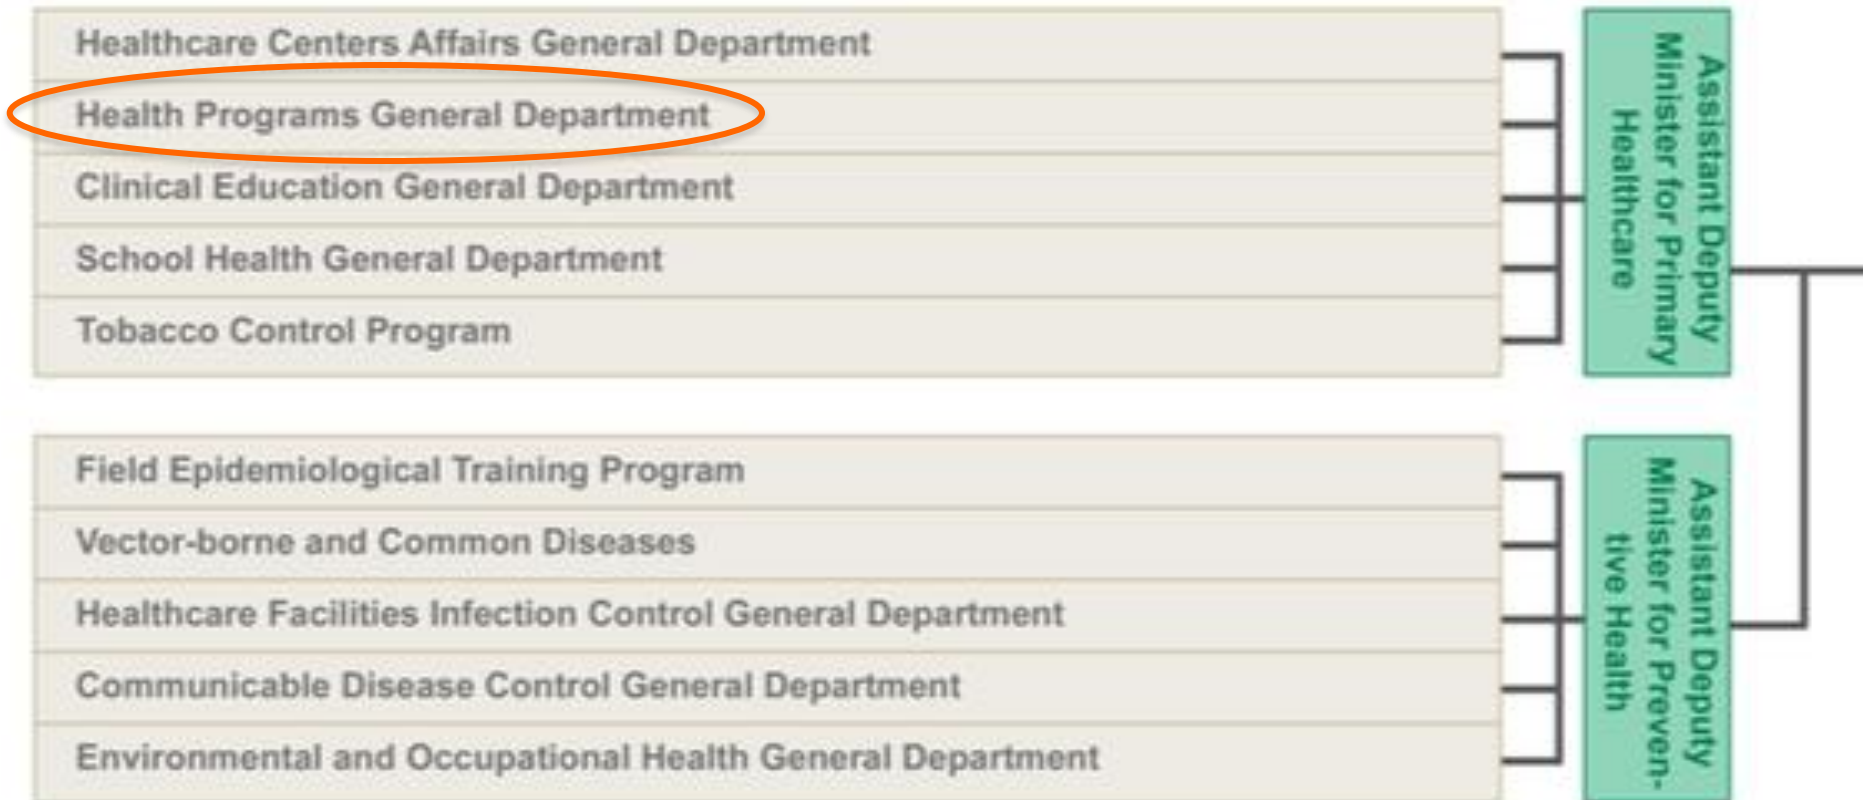 Healthcare Centers Affairs General Department
Health Programs General Department
Clinical Education General Department
School Health General Department
Tobacco Control Program
Assistant Deputy
Minister for Primary
Healthcare
Field Epidemiological Training Program
Vector-borne and Common Diseases
Healthcare Facilities Infection Control General Department
Communicable Disease Control General Department
Environmental and Occupational Health General Department
Assistant Deputy
Minister for Preven-
tive Health